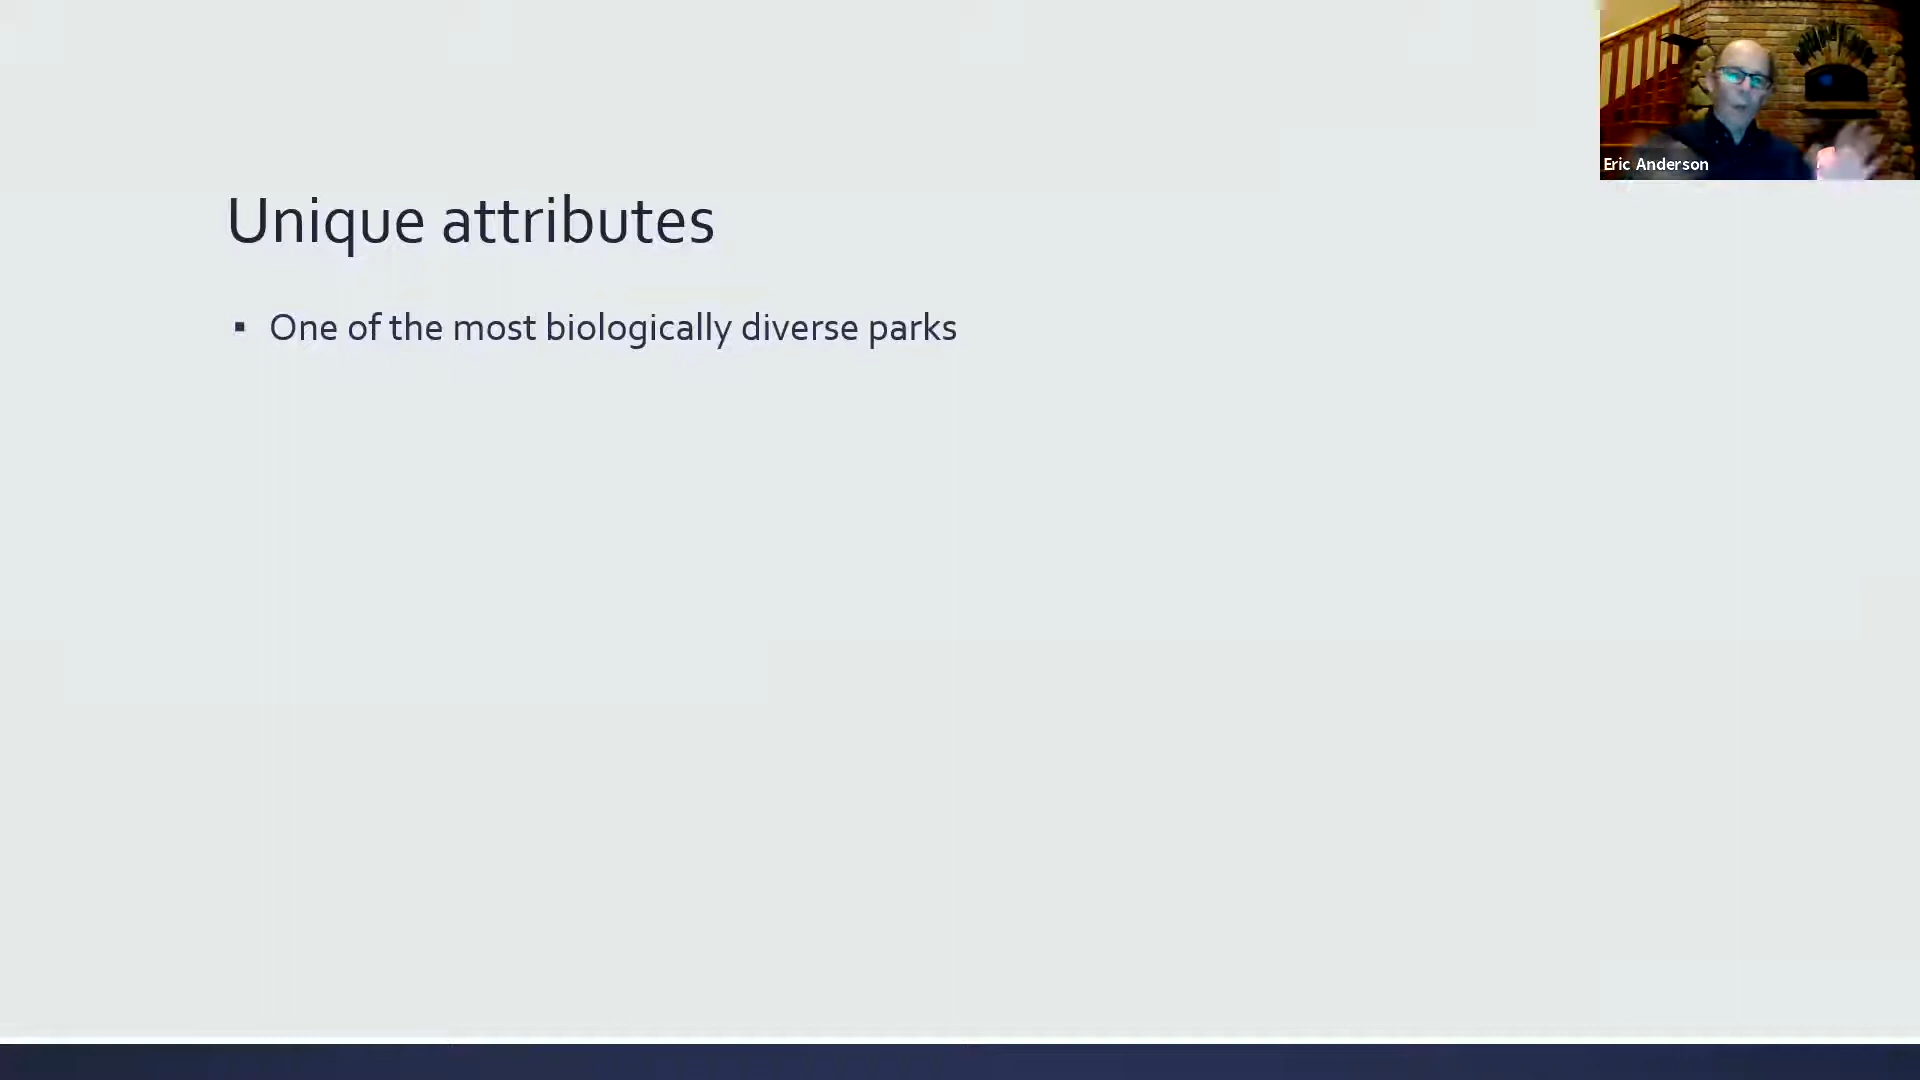 Eric Anderson
Unique attributes
▪ One of the most biologically diverse parks